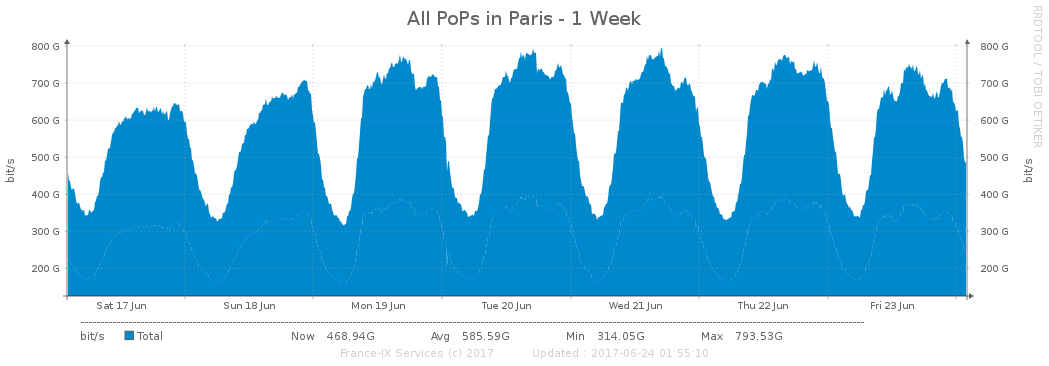 All PoPs in Paris - 1 Week
RRDTOOL / TOBI OETIKER
bit/s
800 G
700 G
600 G
500 G
400 G
300 G
200 G
800 G
700 G
600 G
500 G
400 G
300 G
200 G
bit/s
Sat 17 Jun Sun 18 Jun Mon 19 Jun Tue 20 Jun Wed 21 Jun Thu 22 Jun Fri 23 Jun
bit/s Total Now 468.94G Avg 585.59G Min 314.05G Max 793.53G
France-IX Services (c) 2017 Updated : 2017-06-24 01:55:10